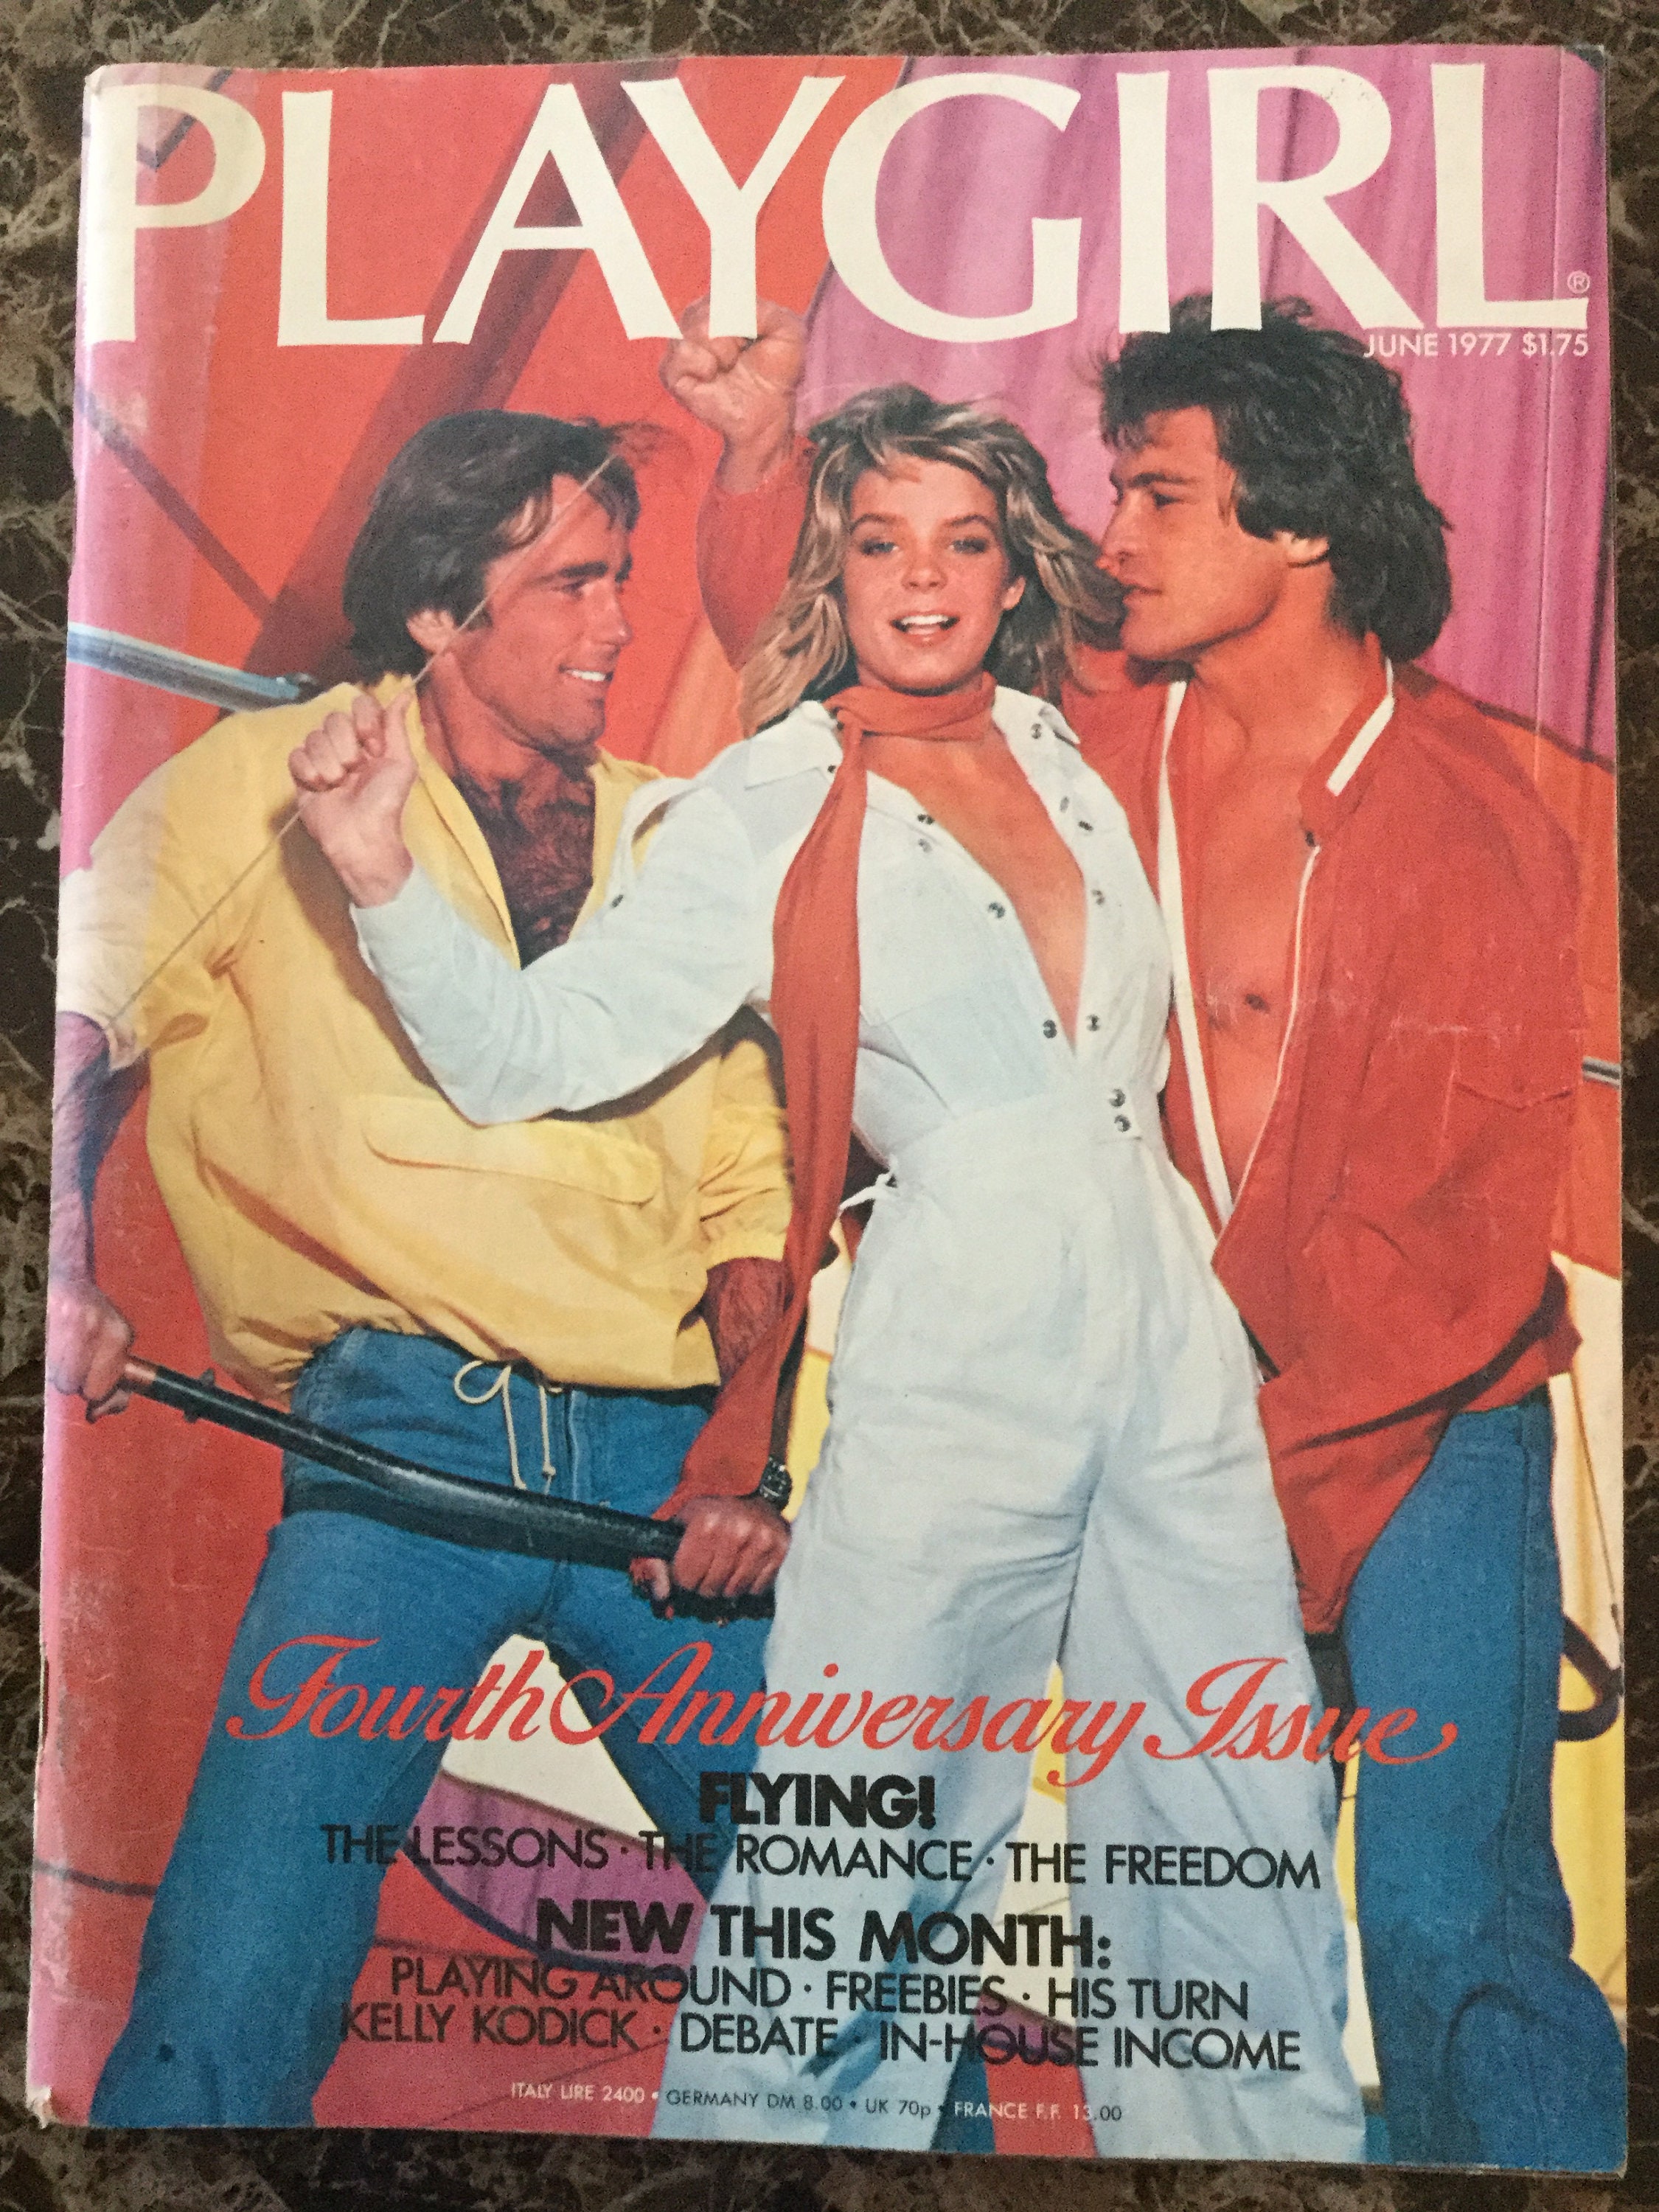 PLAYGIRL®
JUNE 1977 $1.75
Fourth Anniversary Issue
FLYING!
THE LESSONS · THE ROMANCE · THE FREEDOM
NEW THIS MONTH:
PLAYING AROUND · FREEBIES · HIS TURN
KELLY KODICK · DEBATE · IN-HOUSE INCOME
ITALY LIRE 2400 • GERMANY DM 8.00 • UK 70p • FRANCE F.F. 13.00